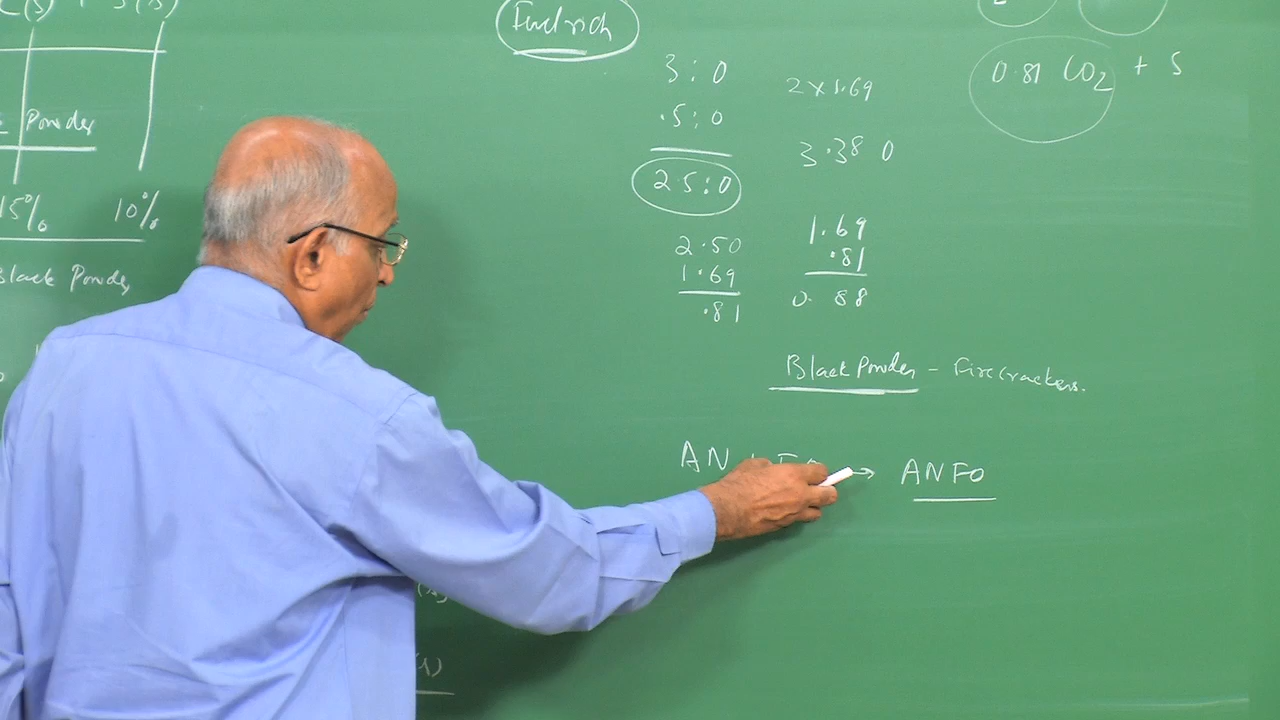 C(s) + S(s)
Powder
15% 10%
Black Powder
Fuel rich
3:0
.5:0
2.5:0
2.50
1.69
.81
2 x 1.69
3.38 0
1.69
.81
0.88
0.81 CO2 + S
Black Powder - Firecrackers.
AN + → ANFO